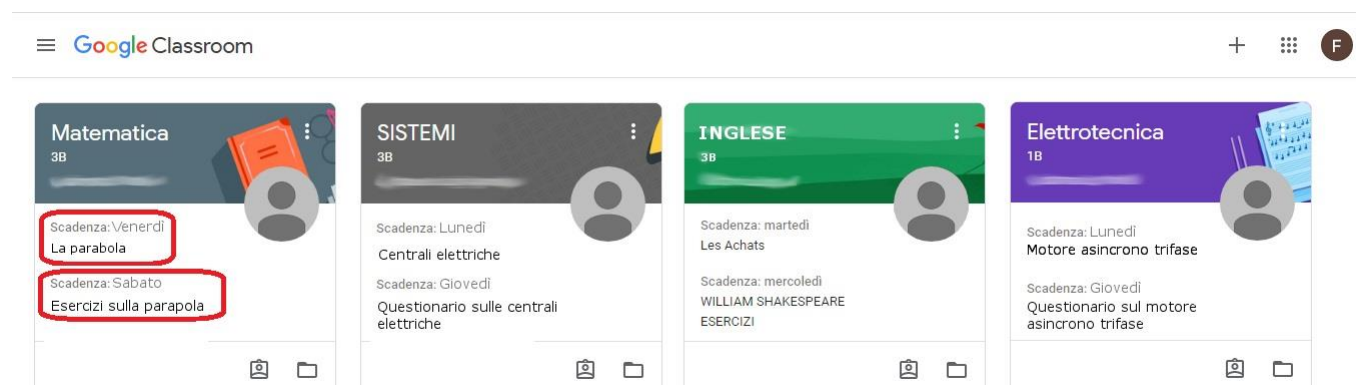 Google Classroom
F
Matematica
3B
Scadenza: Venerdì
La parabola
Scadenza: Sabato
Esercizi sulla parapola
SISTEMI
3B
Scadenza: Lunedì
Centrali elettriche
Scadenza: Giovedì
Questionario sulle centrali
elettriche
INGLESE
3B
Scadenza: martedì
Les Achats
Scadenza: mercoledì
WILLIAM SHAKESPEARE
ESERCIZI
Elettrotecnica
1B
Scadenza: Lunedì
Motore asincrono trifase
Scadenza: Giovedì
Questionario sul motore
asincrono trifase